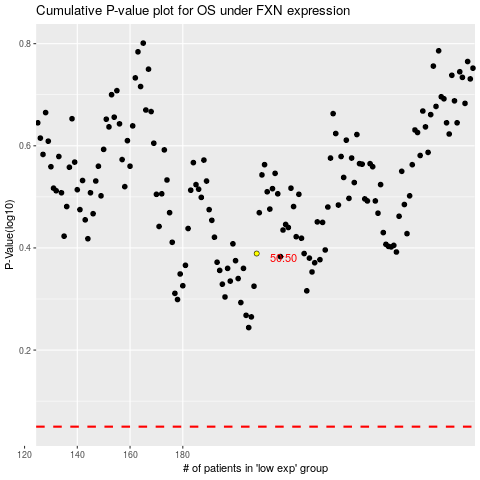 Cumulative P-value plot for OS under FXN expression
P-Value(log10)
0.8
0.6
0.4
0.2
50.50
120 140 160 180
# of patients in 'low exp' group